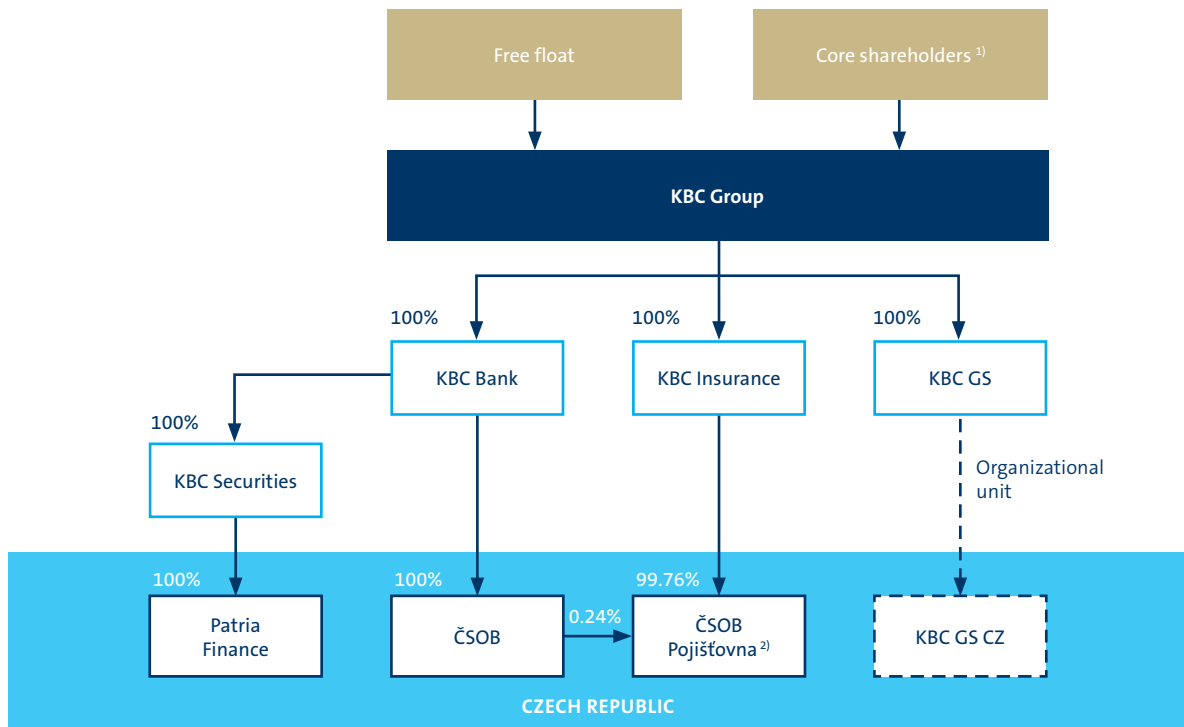 Free float
Core shareholders 1)
KBC Group
100%
100%
100%
KBC Bank
KBC Insurance
KBC GS
100%
KBC Securities
Organizational
unit
100%
100%
99.76%
0.24%
Patria
Finance
ČSOB
ČSOB
Pojišťovna 2)
KBC GS CZ
CZECH REPUBLIC